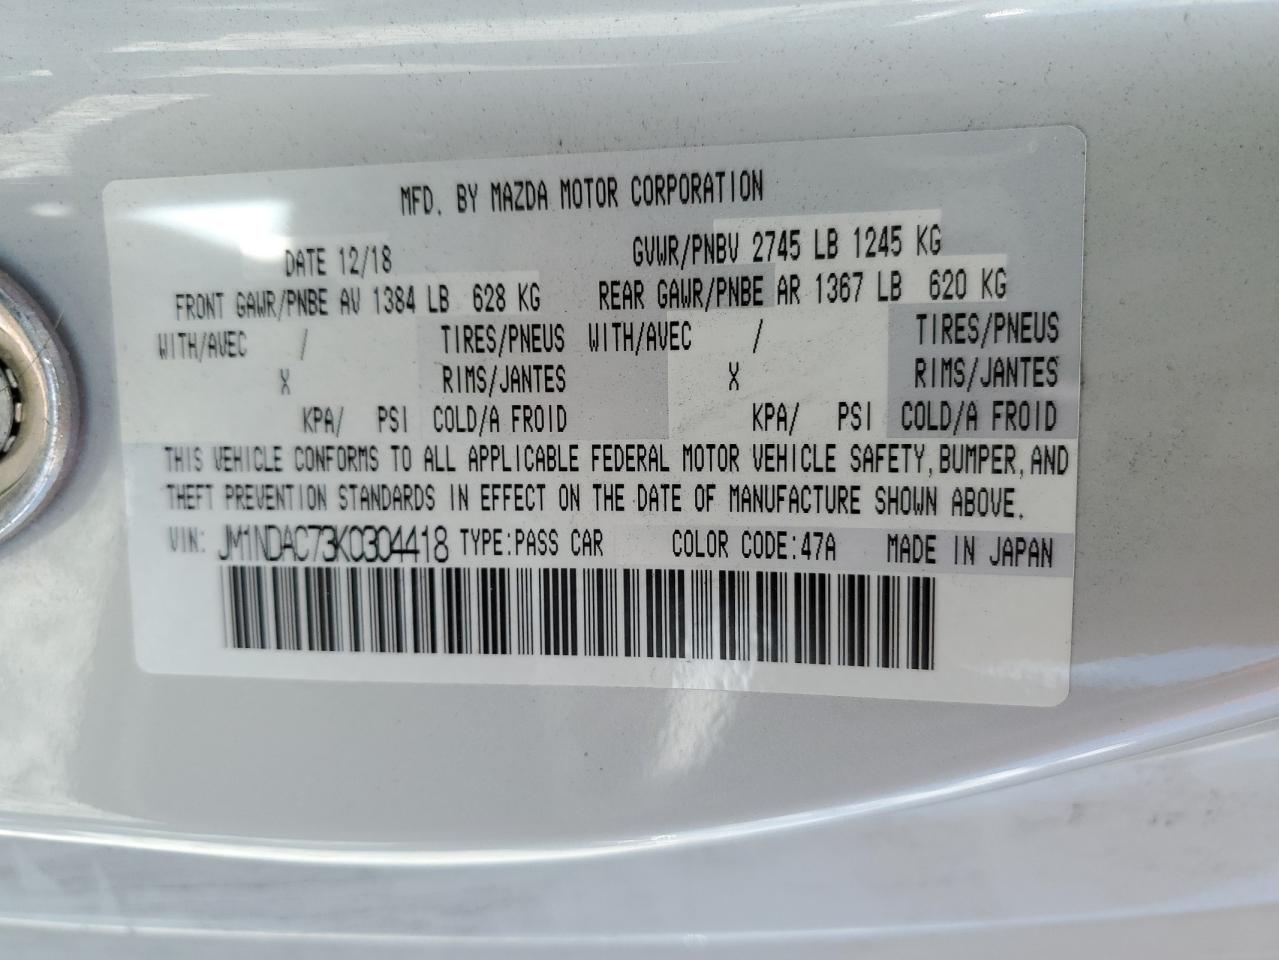 MFD. BY MAZDA MOTOR CORPORATION
DATE 12/18 GVWR/PNBV 2745 LB 1245 KG
FRONT GAWR/PNBE AV 1384 LB 628 KG REAR GAWR/PNBE AR 1367 LB 620 KG
WITH/AVEC / TIRES/PNEUS WITH/AVEC / TIRES/PNEUS
X RIMS/JANTES X RIMS/JANTES
KPA/ PSI COLD/A FROID KPA/ PSI COLD/A FROID
THIS VEHICLE CONFORMS TO ALL APPLICABLE FEDERAL MOTOR VEHICLE SAFETY, BUMPER, AND
THEFT PREVENTION STANDARDS IN EFFECT ON THE DATE OF MANUFACTURE SHOWN ABOVE.
VIN: JM1NDAC73K0304418 TYPE:PASS CAR COLOR CODE:47A MADE IN JAPAN